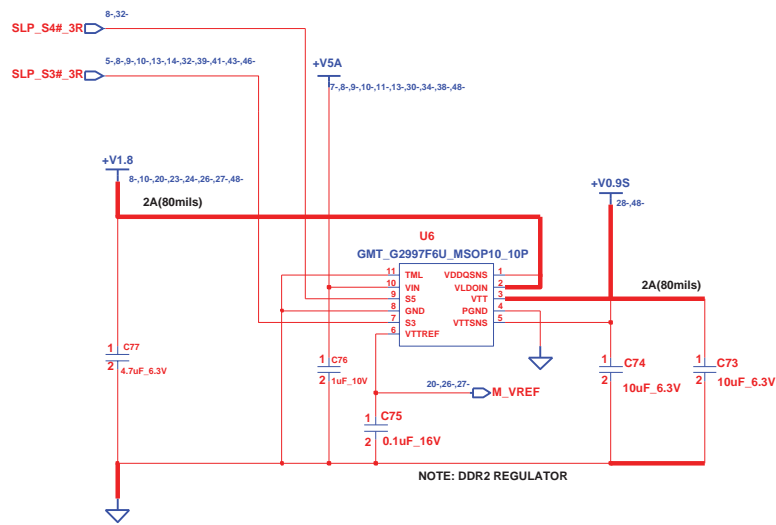 8-,32-
SLP_S4#_3R
5-,8-,9-,10-,13-,14-,32-,39-,41-,43-,46-
SLP_S3#_3R
+V5A
7-,8-,9-,10-,11-,13-,30-,34-,38-,48-
+V1.8
8-,10-,20-,23-,24-,26-,27-,48-
2A(80mils)
+V0.9S
28-,48-
U6
GMT_G2997F6U_MSOP10_10P
11 TML VDDQSNS 1
10 VIN VLDOIN 2
9 S5 VTT 3
8 GND PGND 4
7 S3 VTTSNS 5
6 VTTREF
2A(80mils)
1 C77
2 4.7uF_6.3V
1 C76
2 1uF_10V
1 C74
2 10uF_6.3V
1 C73
2 10uF_6.3V
20-,26-,27-
M_VREF
1 C75
2 0.1uF_16V
NOTE: DDR2 REGULATOR